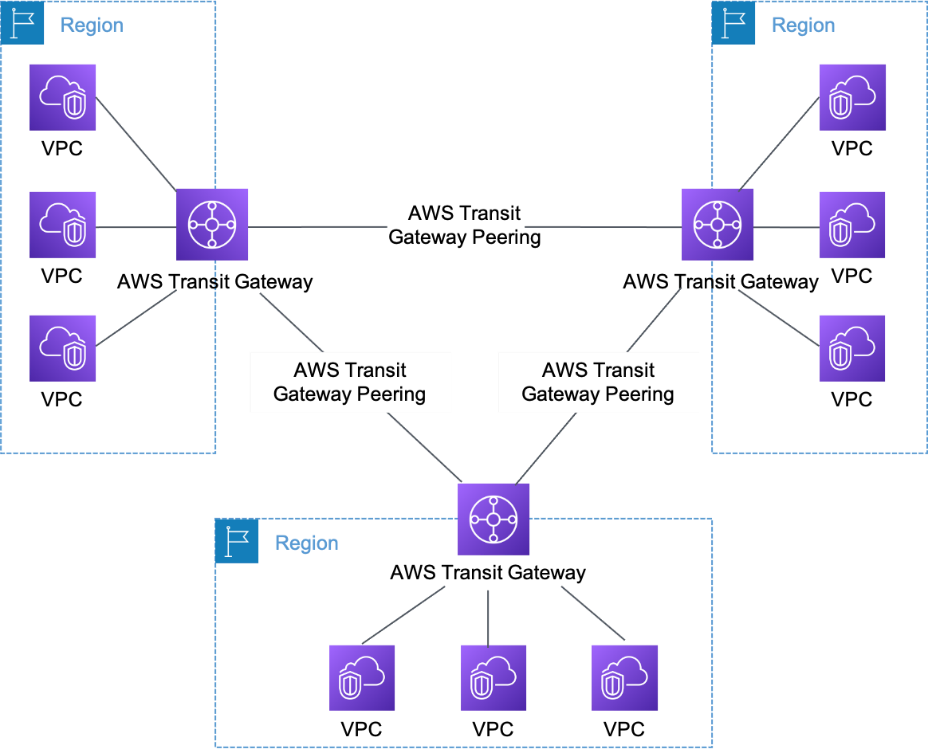 Region
Region
VPC
VPC
VPC
VPC
AWS Transit Gateway
AWS Transit
Gateway Peering
VPC
VPC
AWS Transit Gateway
AWS Transit
Gateway Peering
AWS Transit
Gateway Peering
Region
AWS Transit Gateway
VPC
VPC
VPC